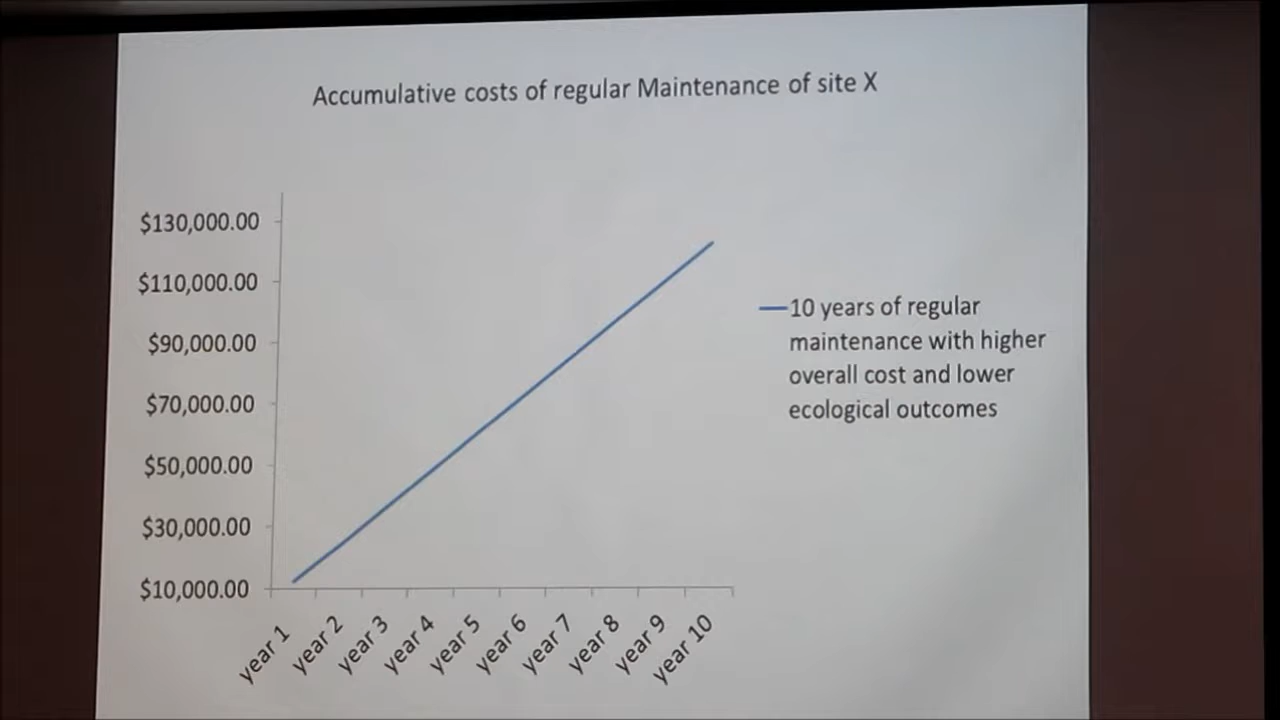 Accumulative costs of regular Maintenance of site X
$130,000.00
$110,000.00
$90,000.00
$70,000.00
$50,000.00
$30,000.00
$10,000.00
year 1
year 2
year 3
year 4
year 5
year 6
year 7
year 8
year 9
year 10
10 years of regular
maintenance with higher
overall cost and lower
ecological outcomes